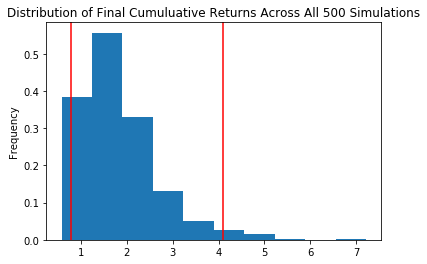 Distribution of Final Cumuluative Returns Across All 500 Simulations
0.5
0.4
0.3
0.2
0.1
0.0
Frequency
1 2 3 4 5 6 7